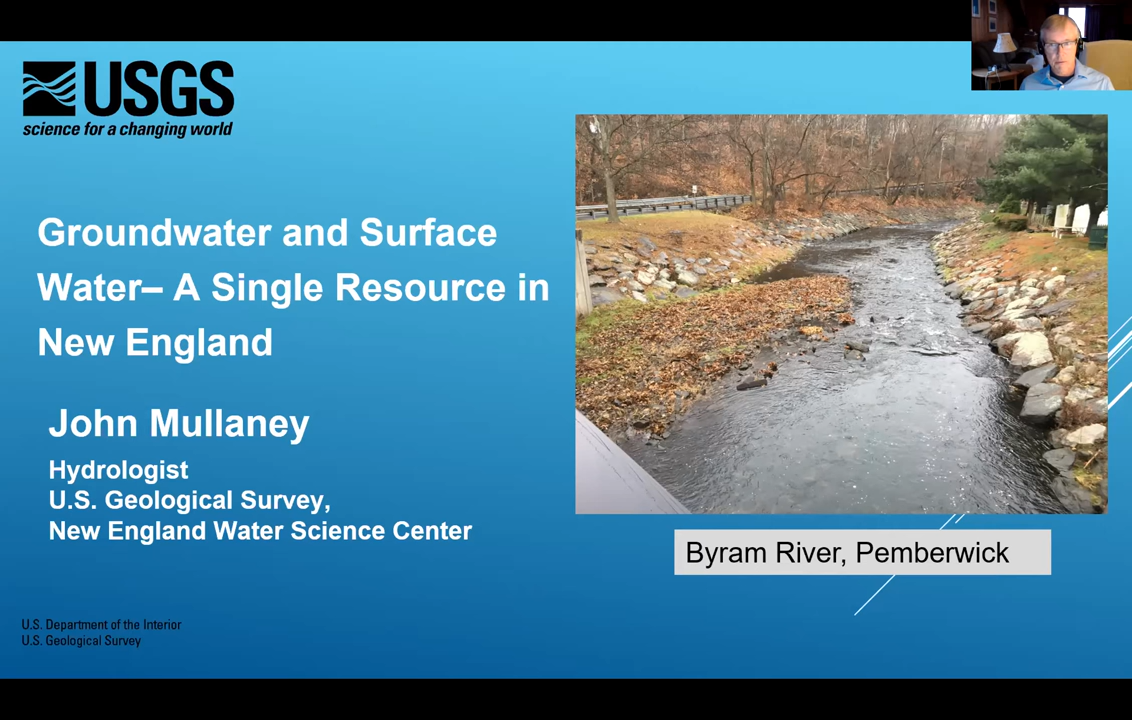 USGS
science for a changing world
Groundwater and Surface
Water– A Single Resource in
New England
John Mullaney
Hydrologist
U.S. Geological Survey,
New England Water Science Center
Byram River, Pemberwick
U.S. Department of the Interior
U.S. Geological Survey